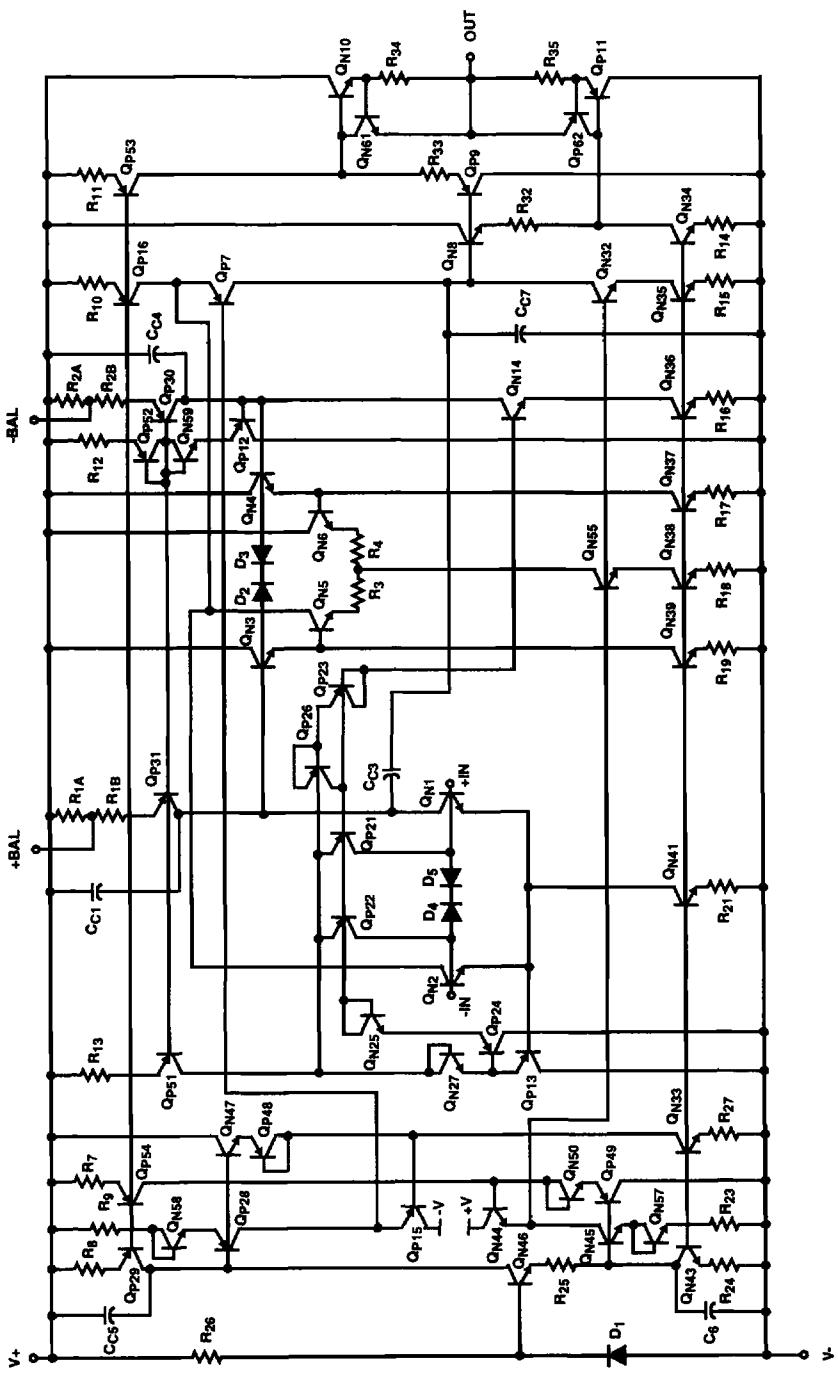 V+
+BAL
-BAL
R8
R9
R7
R13
R1A
R1B
R12
R2A
R2B
R10
R11
CC5
QP29
QN58
QP54
QP51
CC1
QP31
QP52
QN59
QP30
CC4
QP16
QP53
R26
QP28
QN47
QP48
QN3
D2
D3
QN4
QP12
QP7
QN10
QN61
R34
QN5
QN6
R3
R4
QP26
QP23
QP22
QP21
CC3
QN25
QN27
QP24
QP13
QN2
-IN
D4
D5
QN1
+IN
QP15
-V
+V
QN44
QN46
R25
QN45
QN50
QP49
QN57
QN8
R33
QP9
R32
OUT
R35
QP62
QP11
QN14
CC7
QN32
QN55
D1
C6
QN43
R24
R23
QN33
R27
QN41
R21
QN39
R19
QN38
R18
QN37
R17
QN36
R16
QN35
R15
QN34
R14
V-